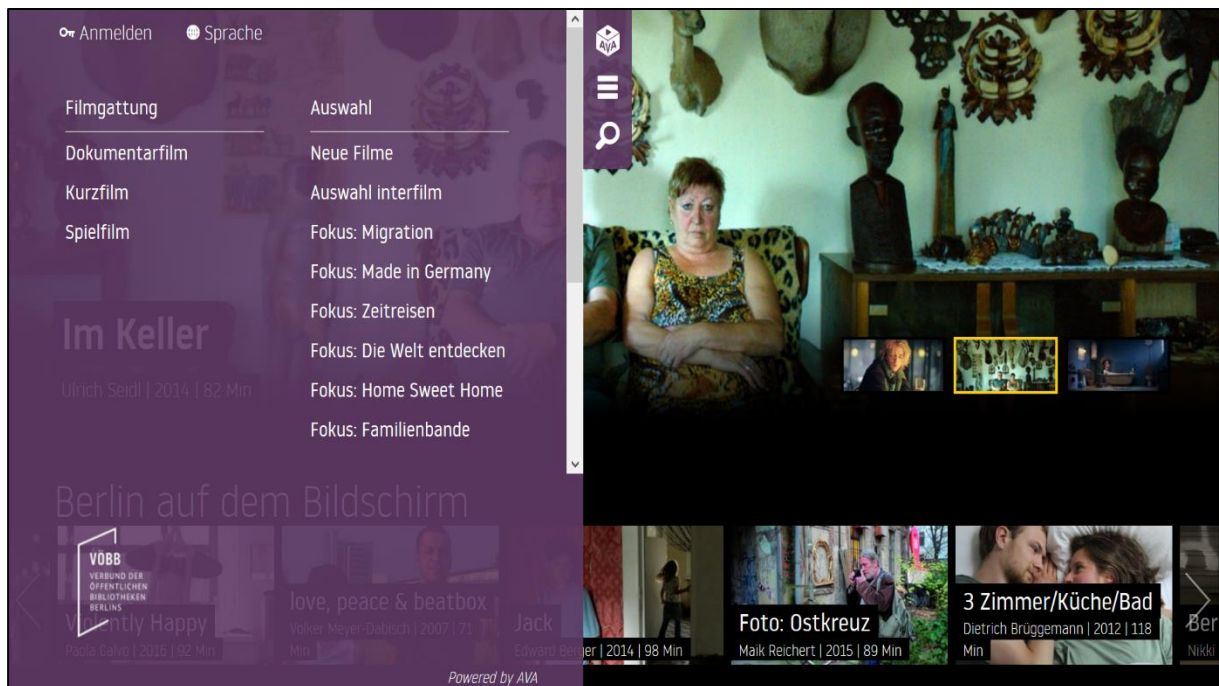 Anmelden
Sprache
AVA
Filmgattung
Dokumentarfilm
Kurzfilm
Spielfilm
Auswahl
Neue Filme
Auswahl interfilm
Fokus: Migration
Fokus: Made in Germany
Fokus: Zeitreisen
Fokus: Die Welt entdecken
Fokus: Home Sweet Home
Fokus: Familienbande
Im Keller
Ulrich Seidl | 2014 | 82 Min
Berlin auf dem Bildschirm
VÖBB
VERBUND DER
ÖFFENTLICHEN
BIBLIOTHEKEN
BERLINS
Violently Happy
Paola Calvo | 2016 | 92 Min
love, peace & beatbox
Volker Meyer-Dabisch | 2007 | 71
Min
Jack
Edward Berger | 2014 | 98 Min
Foto: Ostkreuz
Maik Reichert | 2015 | 89 Min
3 Zimmer/Küche/Bad
Dietrich Brüggemann | 2012 | 118
Min
Ber
Nikki
Powered by AVA